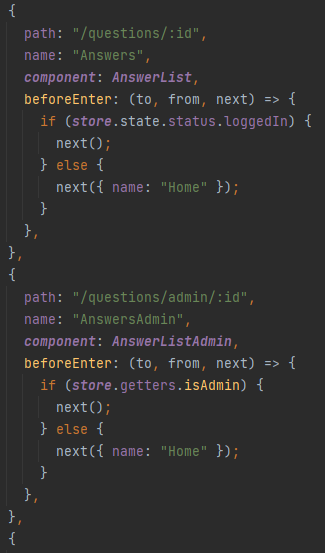 {
  path: "/questions/:id",
  name: "Answers",
  component: AnswerList,
  beforeEnter: (to, from, next) => {
    if (store.state.status.loggedIn) {
      next();
    } else {
      next({ name: "Home" });
    }
  },
},
{
  path: "/questions/admin/:id",
  name: "AnswersAdmin",
  component: AnswerListAdmin,
  beforeEnter: (to, from, next) => {
    if (store.getters.isAdmin) {
      next();
    } else {
      next({ name: "Home" });
    }
  },
},
{